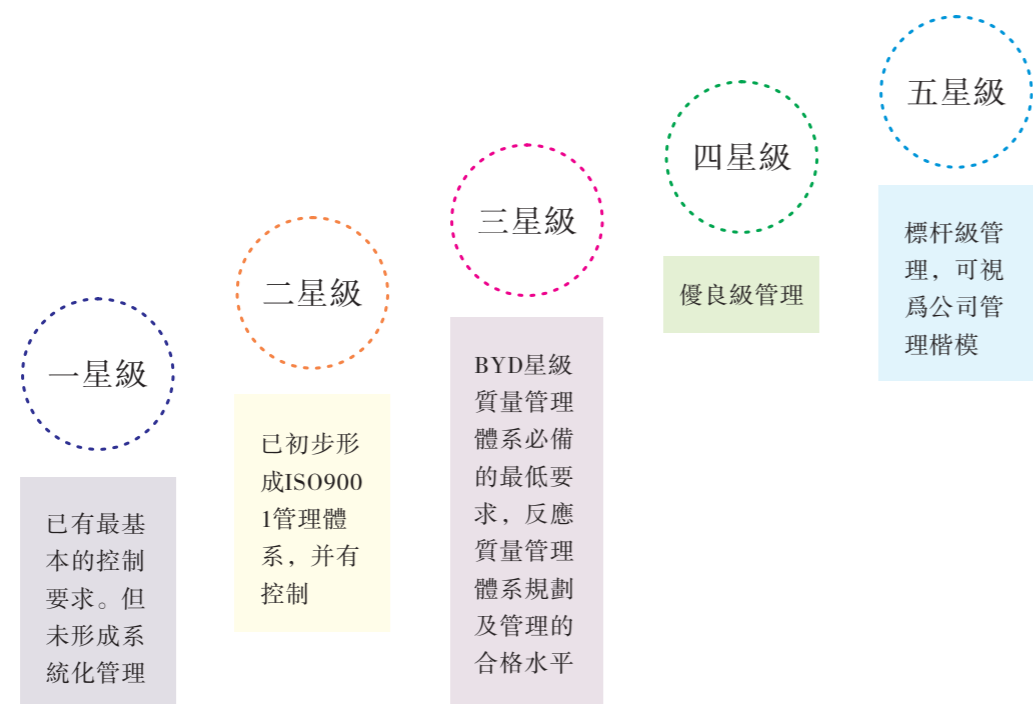 一星級
已有最基
本的控制
要求。但
未形成系
統化管理
二星級
已初步形
成ISO900
1管理體
系，并有
控制
三星級
BYD星級
質量管理
體系必備
的最低要
求，反應
質量管理
體系規劃
及管理的
合格水平
四星級
優良級管理
五星級
標杆級管
理，可視
爲公司管
理楷模